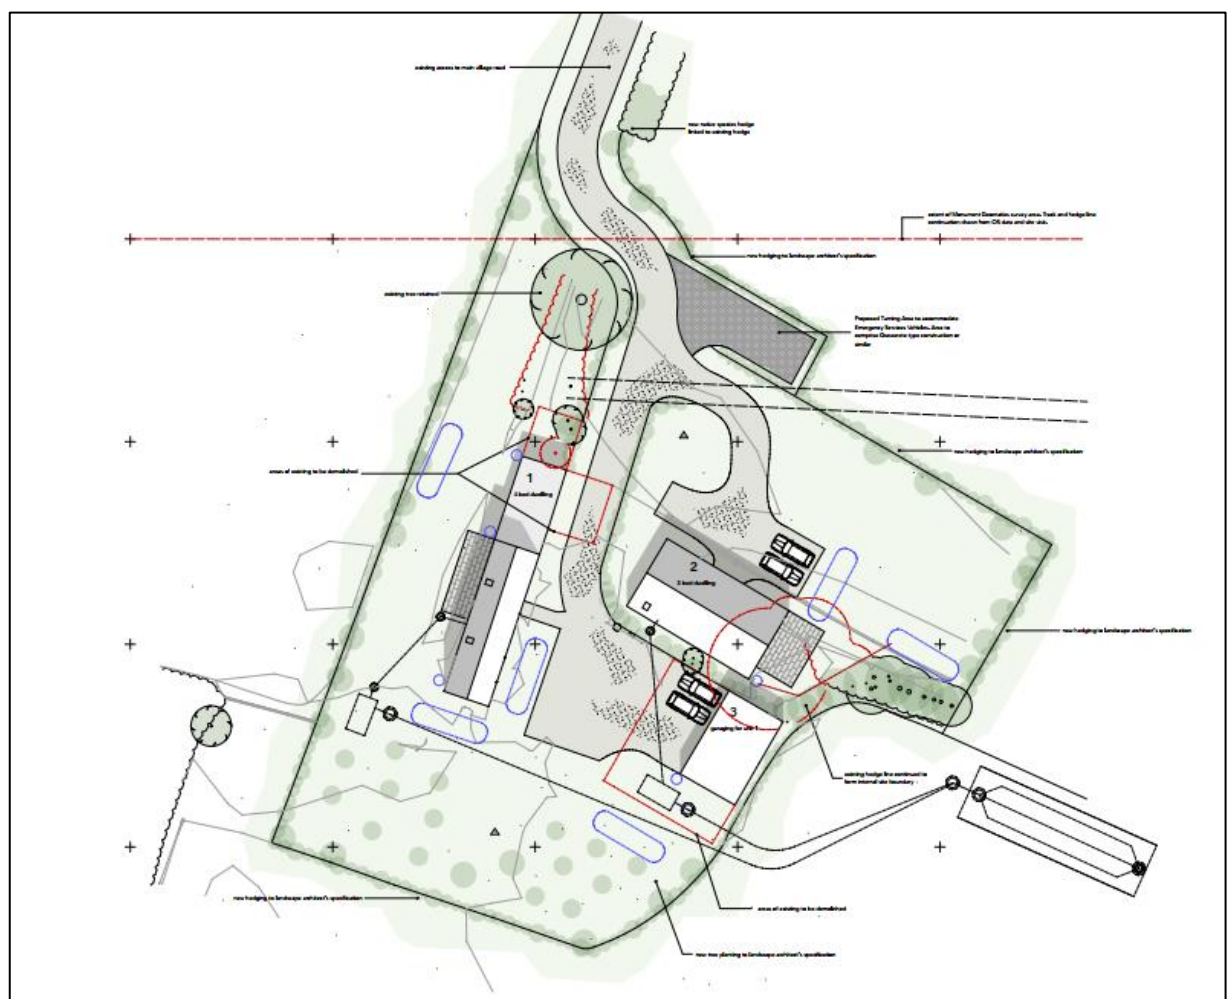 existing access to main village road
new native species hedge
linked to existing hedge
extent of Monument Geomatics survey area. Track and hedge line
continuation shown from OS data and site visit.
new hedging to landscape architect's specification
existing tree retained
Proposed Turning Area to accommodate
Emergency Services Vehicles. Area to
comprise Grasscrete type construction or
similar
new hedging to landscape architect's specification
areas of existing to be demolished
1
bed dwelling
2
bed dwelling
new hedging to landscape architect's specification
3
garaging for unit 1
existing hedge line continued to
form internal site boundary
new hedging to landscape architect's specification
areas of existing to be demolished
new tree planting to landscape architect's specification